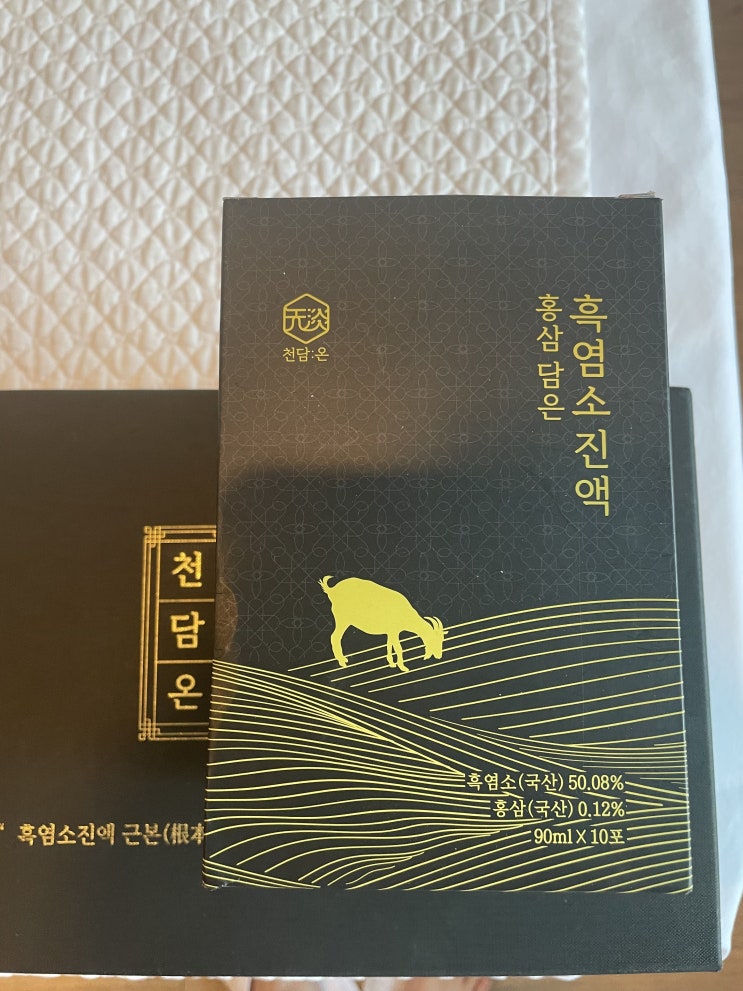 天淡
천담:온
흑염소진액
홍삼 담은
흑염소(국산) 50.08%
홍삼(국산) 0.12%
90ml X 10포
천
담
온
흑염소진액 근본(根本